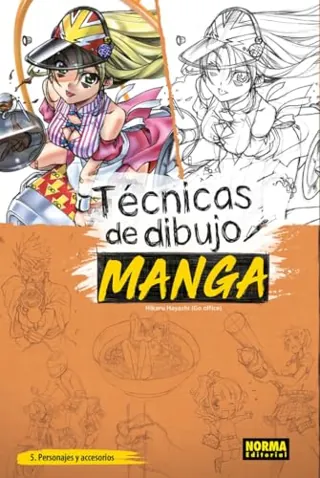 Técnicas
de dibujo
MANGA
Hikaru Hayashi (Go office)
5. Personajes y accesorios
NORMA
Editorial